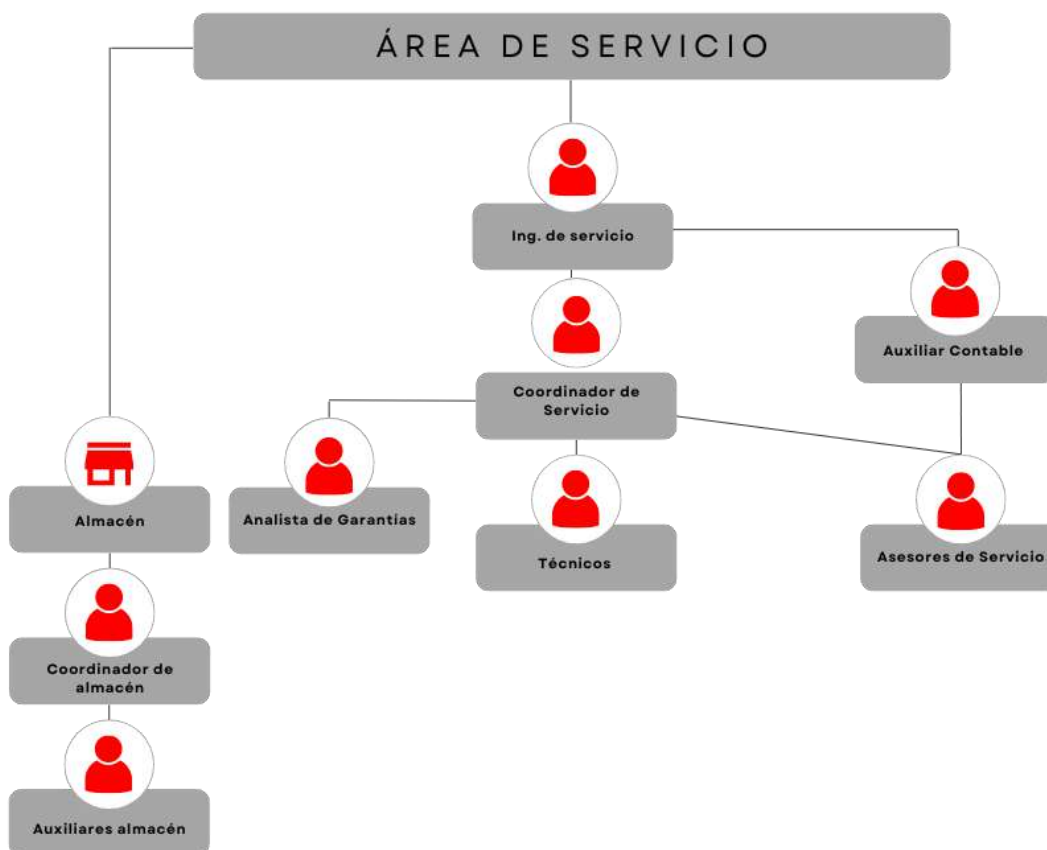 ÁREA DE SERVICIO
Ing. de servicio
Auxiliar Contable
Coordinador de
Servicio
Almacén
Analista de Garantías
Técnicos
Asesores de Servicio
Coordinador de
almacén
Auxiliares almacén